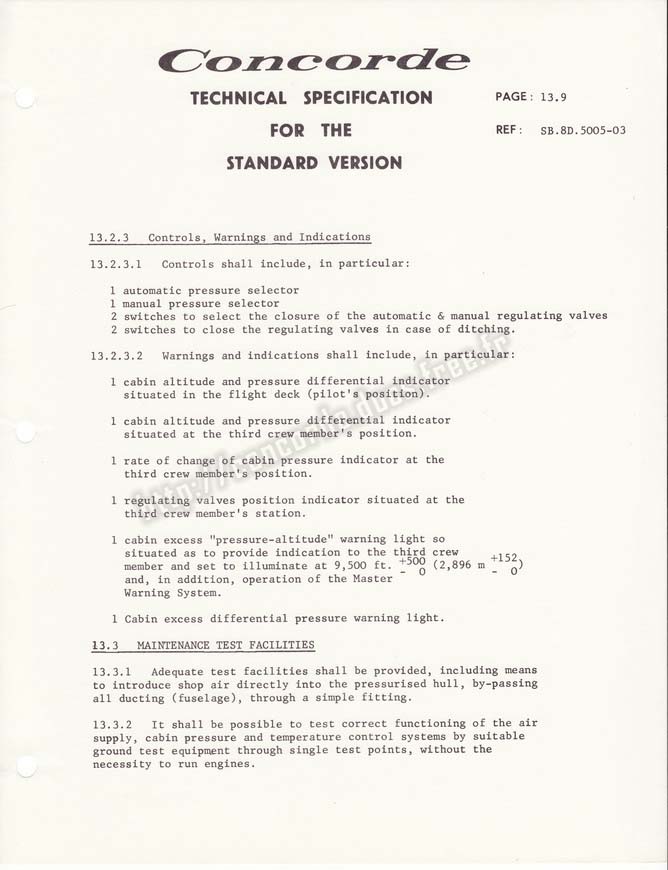 Concorde
TECHNICAL SPECIFICATION
FOR THE
STANDARD VERSION
PAGE: 13.9
REF: SB.8D.5005-03
13.2.3 Controls, Warnings and Indications
13.2.3.1 Controls shall include, in particular:
1 automatic pressure selector
1 manual pressure selector
2 switches to select the closure of the automatic & manual regulating valves
2 switches to close the regulating valves in case of ditching.
13.2.3.2 Warnings and indications shall include, in particular:
1 cabin altitude and pressure differential indicator
situated in the flight deck (pilot's position).
1 cabin altitude and pressure differential indicator
situated at the third crew member's position.
1 rate of change of cabin pressure indicator at the
third crew member's position.
1 regulating valves position indicator situated at the
third crew member's station.
1 cabin excess "pressure-altitude" warning light so
situated as to provide indication to the third crew
member and set to illuminate at 9,500 ft. +500 - 0 (2,896 m +152 - 0)
and, in addition, operation of the Master
Warning System.
1 Cabin excess differential pressure warning light.
13.3 MAINTENANCE TEST FACILITIES
13.3.1 Adequate test facilities shall be provided, including means
to introduce shop air directly into the pressurised hull, by-passing
all ducting (fuselage), through a simple fitting.
13.3.2 It shall be possible to test correct functioning of the air
supply, cabin pressure and temperature control systems by suitable
ground test equipment through single test points, without the
necessity to run engines.